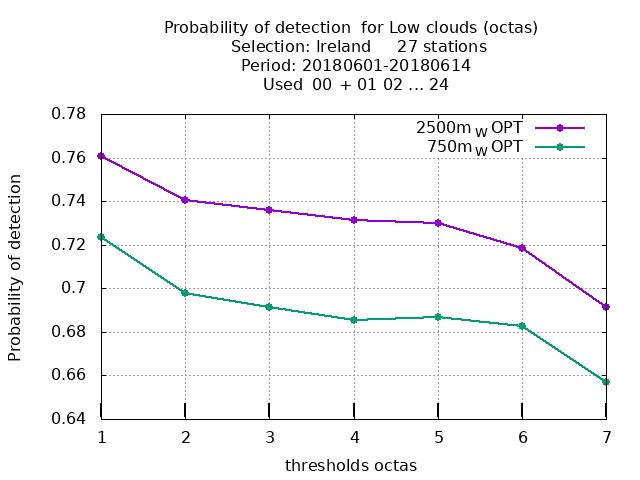 Probability of detection  for Low clouds (octas)
Selection: Ireland     27 stations
Period: 20180601-20180614
Used  00 + 01 02 ... 24
0.78
0.76
0.74
0.72
0.7
0.68
0.66
0.64
Probability of detection
2500m_W OPT
750m_W OPT
1 2 3 4 5 6 7
thresholds octas